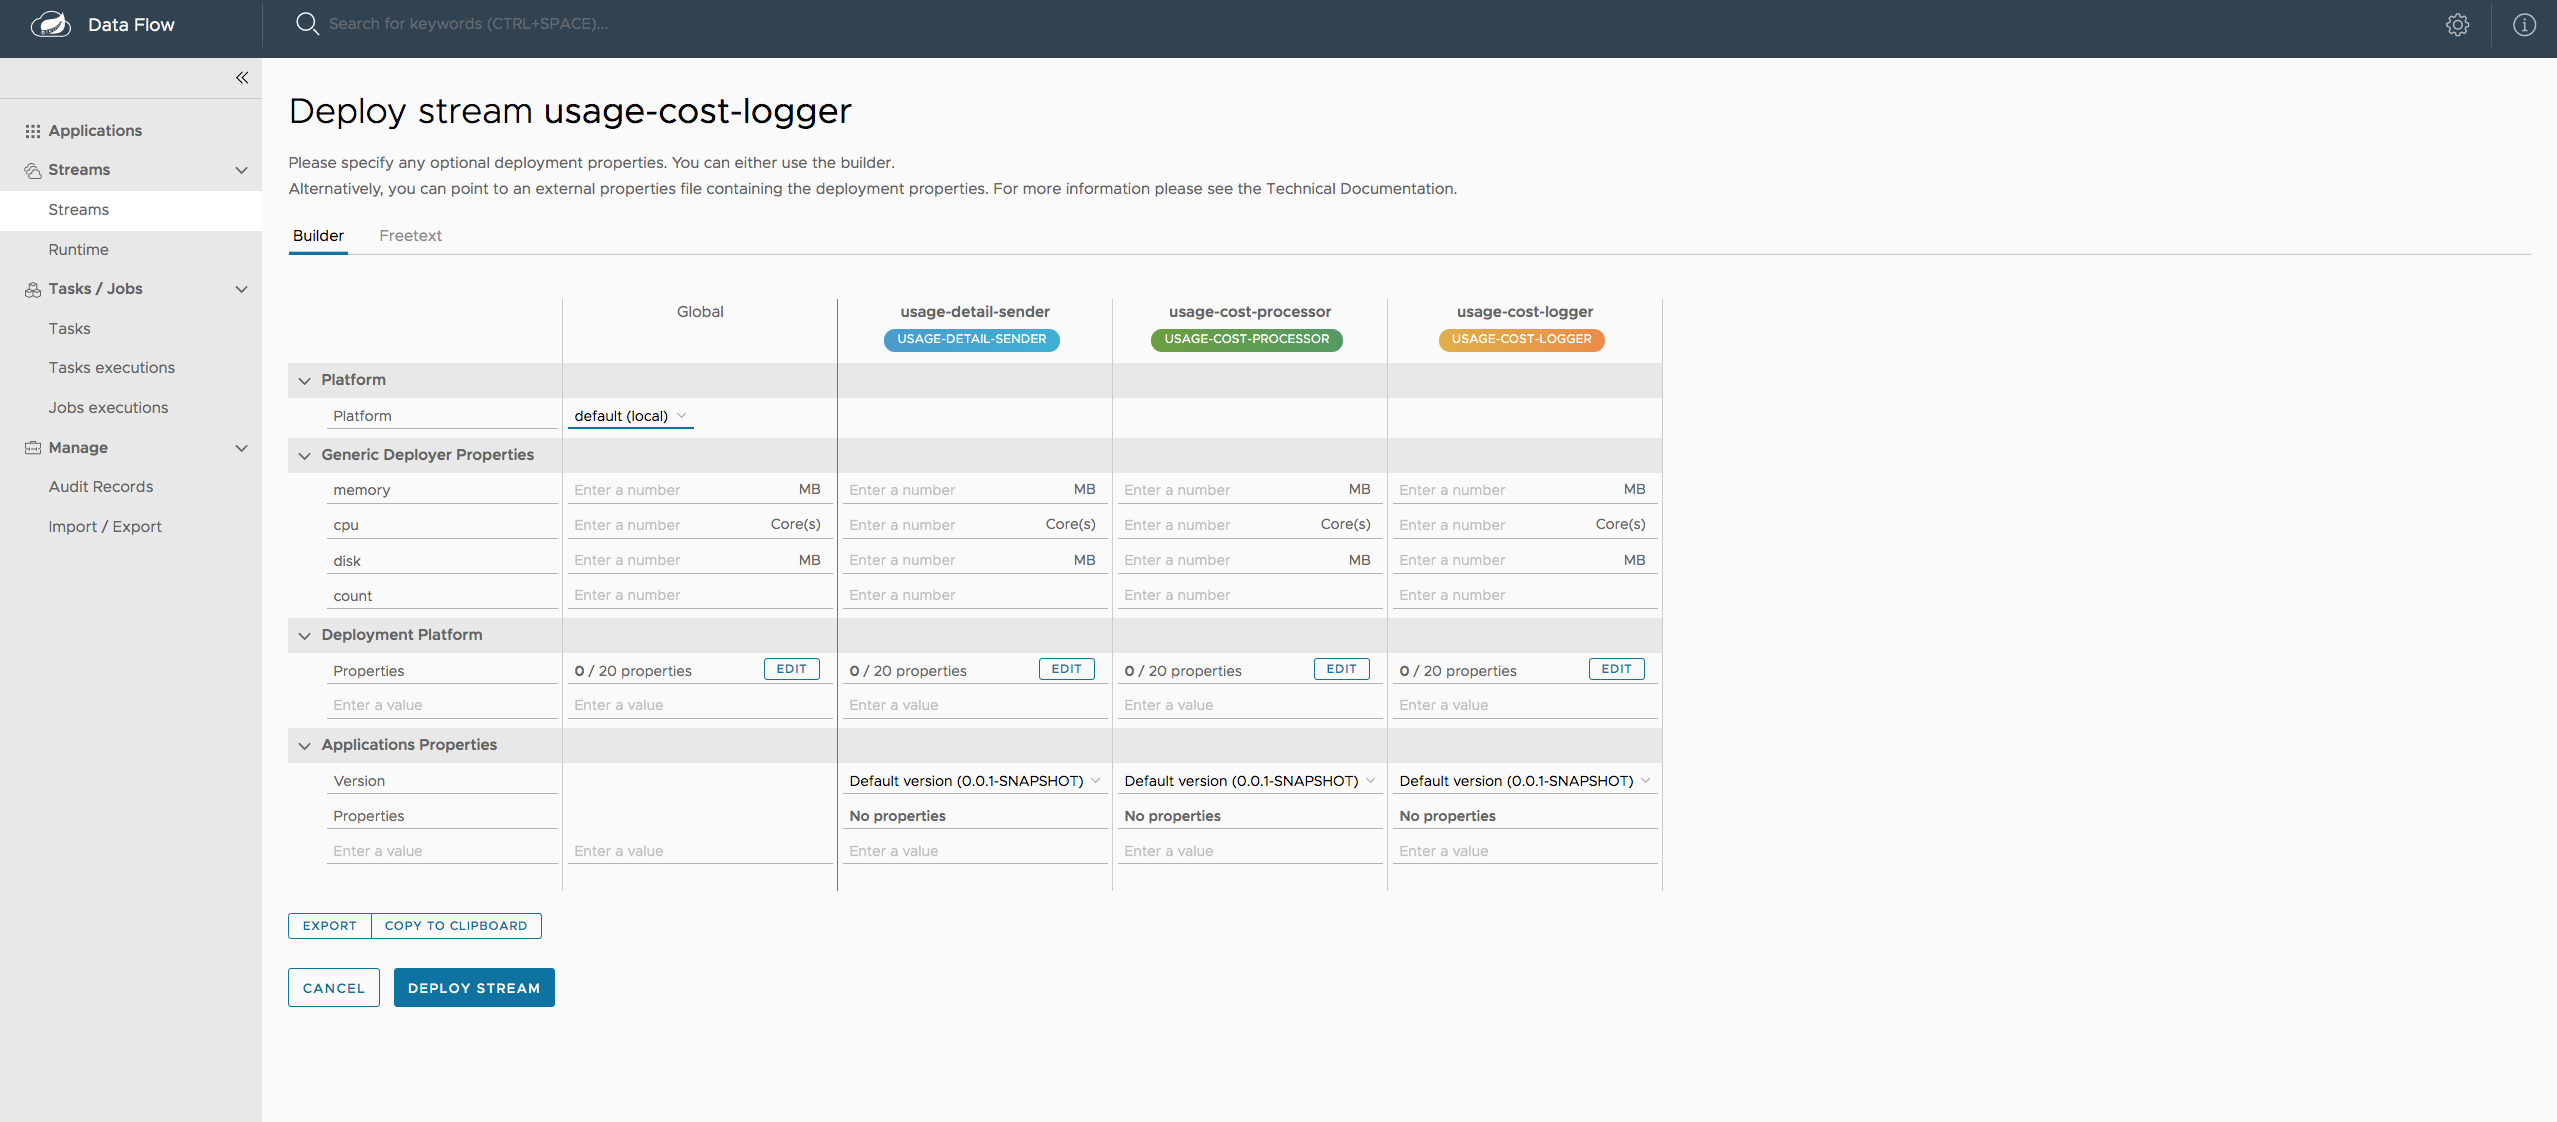 Data Flow
Search for keywords (CTRL+SPACE)...
Applications
Streams
Streams
Runtime
Tasks / Jobs
Tasks
Tasks executions
Jobs executions
Manage
Audit Records
Import / Export
Deploy stream usage-cost-logger
Please specify any optional deployment properties. You can either use the builder.
Alternatively, you can point to an external properties file containing the deployment properties. For more information please see the Technical Documentation.
Builder Freetext
Global usage-detail-sender usage-cost-processor usage-cost-logger
USAGE-DETAIL-SENDER USAGE-COST-PROCESSOR USAGE-COST-LOGGER
Platform
Platform default (local)
Generic Deployer Properties
memory Enter a number MB Enter a number MB Enter a number MB Enter a number MB
cpu Enter a number Core(s) Enter a number Core(s) Enter a number Core(s) Enter a number Core(s)
disk Enter a number MB Enter a number MB Enter a number MB Enter a number MB
count Enter a number Enter a number Enter a number Enter a number
Deployment Platform
Properties 0 / 20 properties EDIT 0 / 20 properties EDIT 0 / 20 properties EDIT 0 / 20 properties EDIT
Enter a value Enter a value Enter a value Enter a value Enter a value
Applications Properties
Version Default version (0.0.1-SNAPSHOT) Default version (0.0.1-SNAPSHOT) Default version (0.0.1-SNAPSHOT)
Properties No properties No properties No properties
Enter a value Enter a value Enter a value Enter a value Enter a value
EXPORT COPY TO CLIPBOARD
CANCEL DEPLOY STREAM